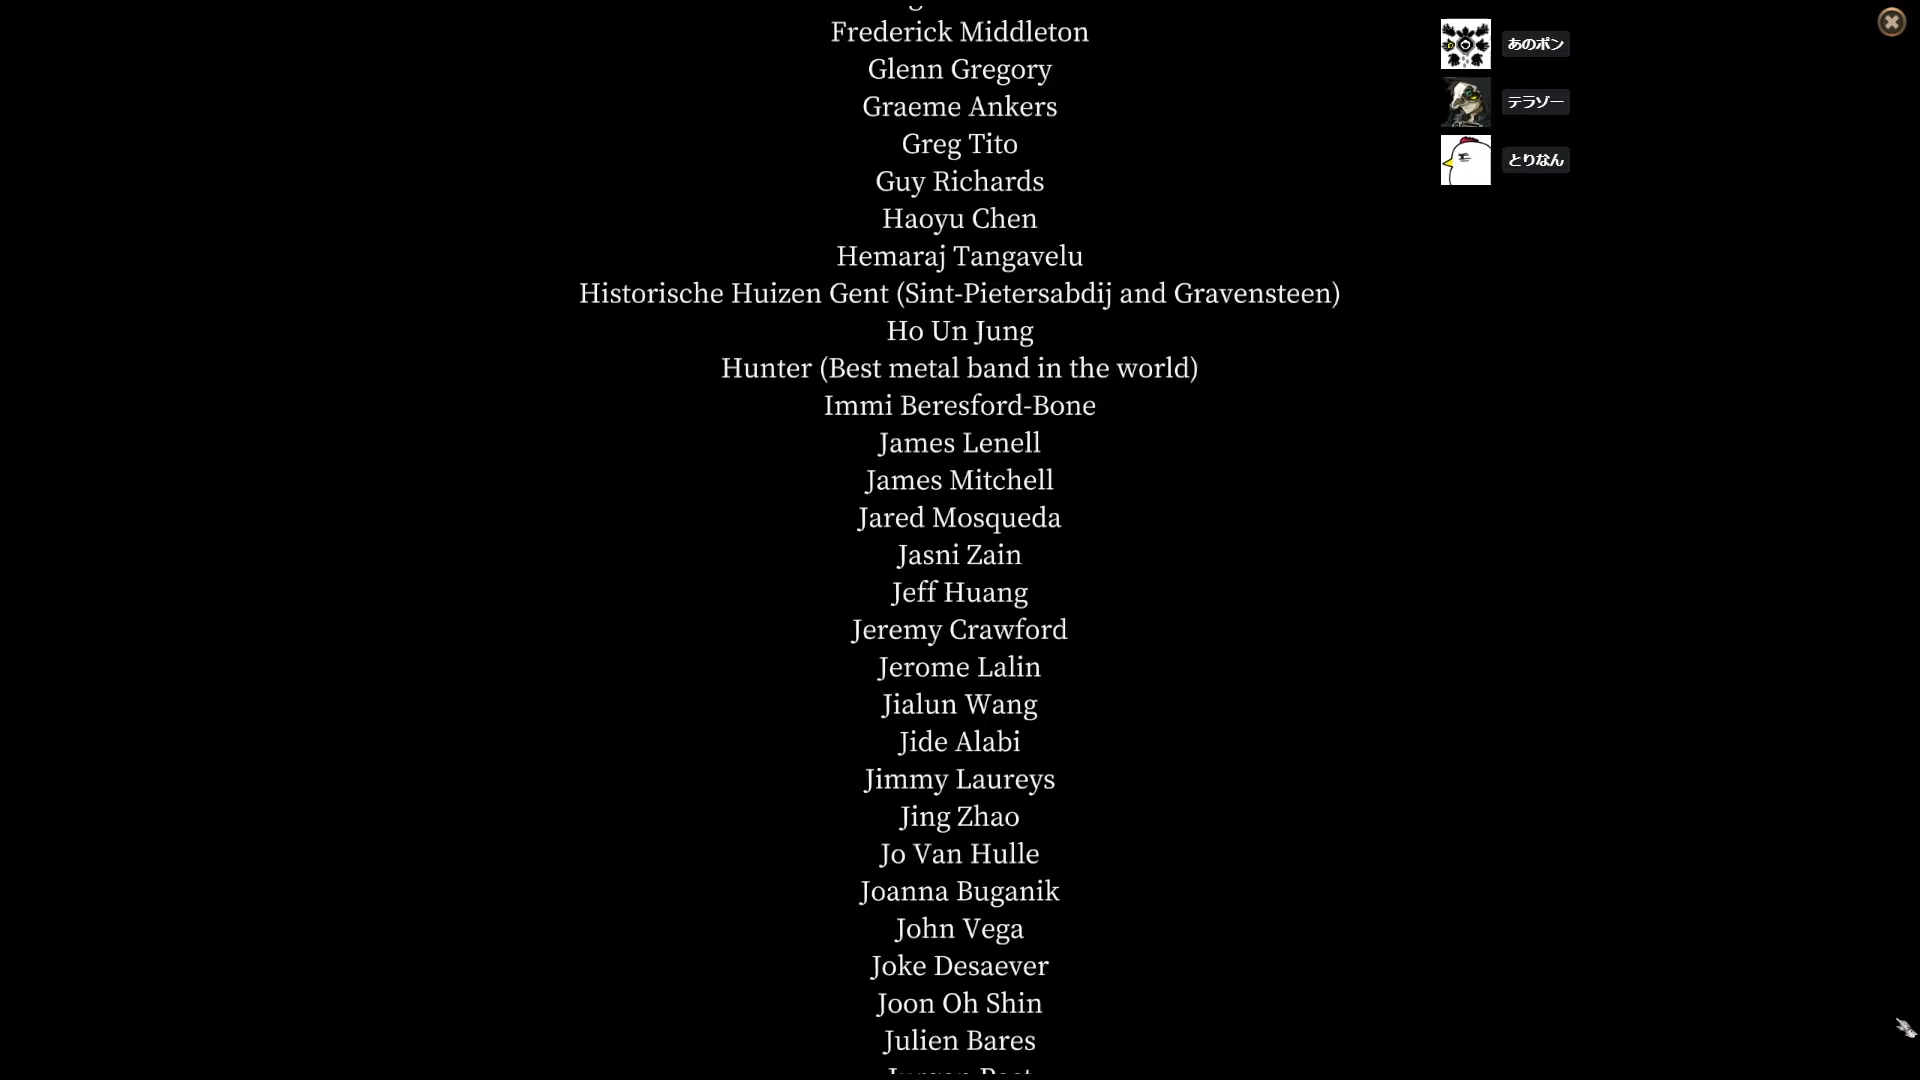 Frederick Middleton
Glenn Gregory
Graeme Ankers
Greg Tito
Guy Richards
Haoyu Chen
Hemaraj Tangavelu
Historische Huizen Gent (Sint-Pietersabdij and Gravensteen)
Ho Un Jung
Hunter (Best metal band in the world)
Immi Beresford-Bone
James Lenell
James Mitchell
Jared Mosqueda
Jasni Zain
Jeff Huang
Jeremy Crawford
Jerome Lalin
Jialun Wang
Jide Alabi
Jimmy Laureys
Jing Zhao
Jo Van Hulle
Joanna Buganik
John Vega
Joke Desaever
Joon Oh Shin
Julien Bares
あのポン
テラゾー
とりなん